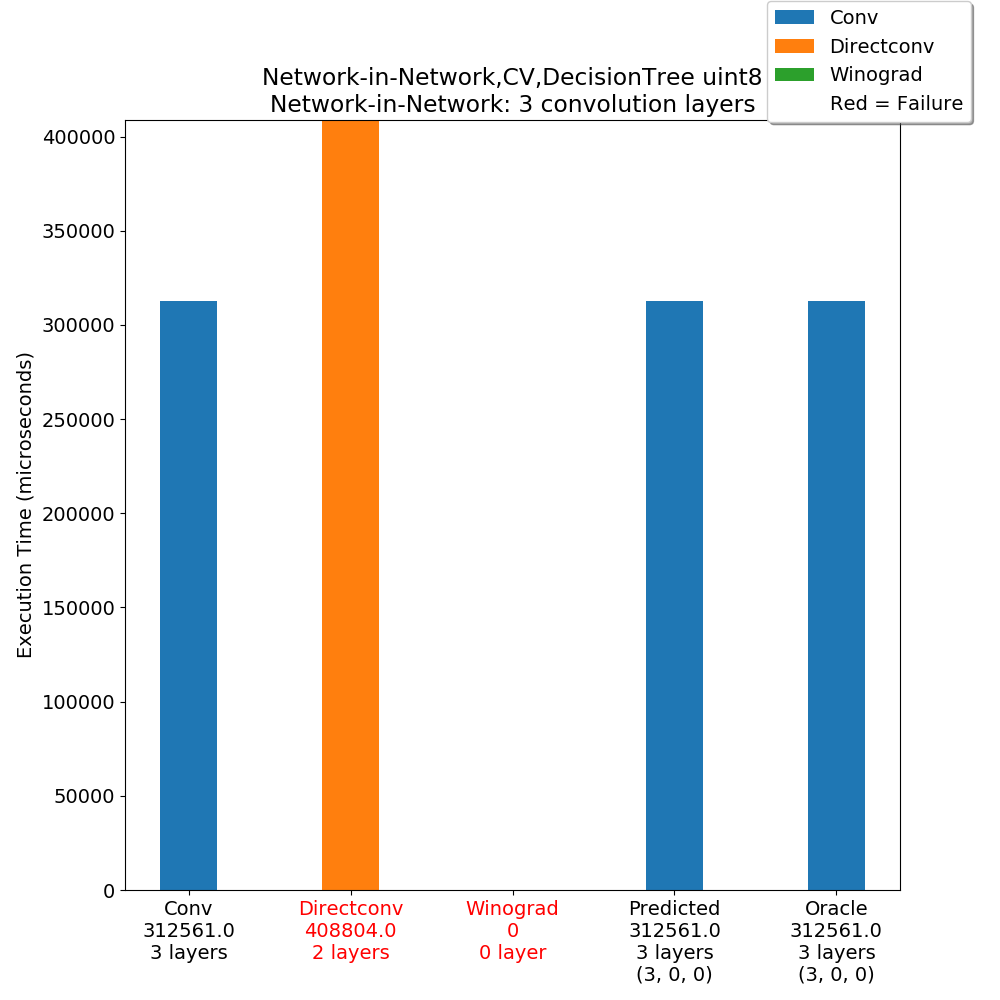 Conv
Directconv
Winograd
Red = Failure
Network-in-Network,CV,DecisionTree uint8
Network-in-Network: 3 convolution layers
Execution Time (microseconds)
400000
350000
300000
250000
200000
150000
100000
50000
0
Conv
312561.0
3 layers
Directconv
408804.0
2 layers
Winograd
0
0 layer
Predicted
312561.0
3 layers
(3, 0, 0)
Oracle
312561.0
3 layers
(3, 0, 0)